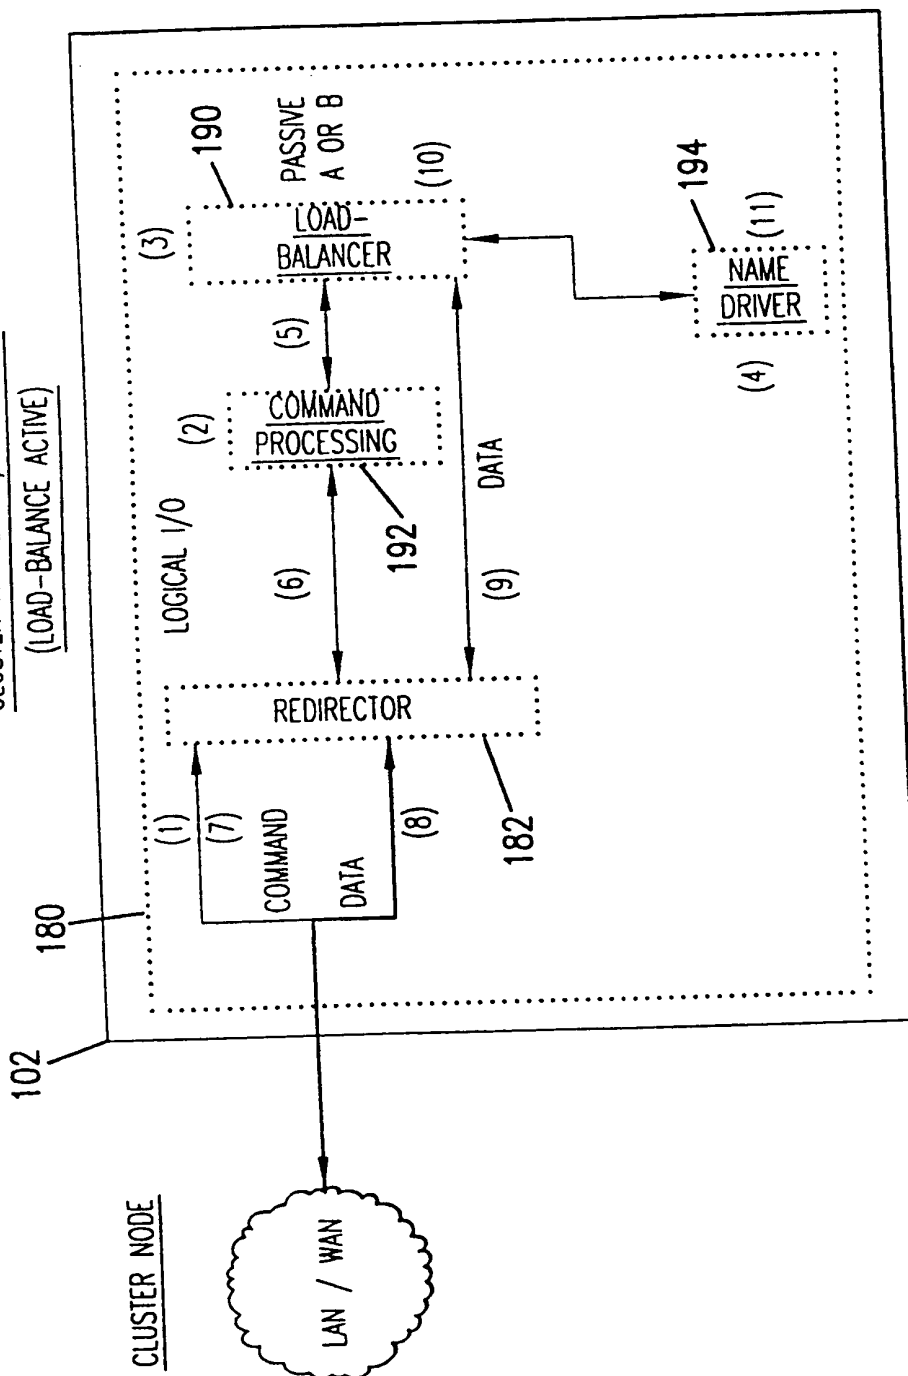 (LOAD-BALANCE ACTIVE)
102
180
CLUSTER NODE
LAN / WAN
(1)
(7)
COMMAND
DATA
(8)
REDIRECTOR
182
LOGICAL I/O
(2)
COMMAND
PROCESSING
192
(6)
(5)
(9)
DATA
(3)
LOAD-
BALANCER
190
PASSIVE
A OR B
(10)
(4)
NAME
DRIVER
(11)
194